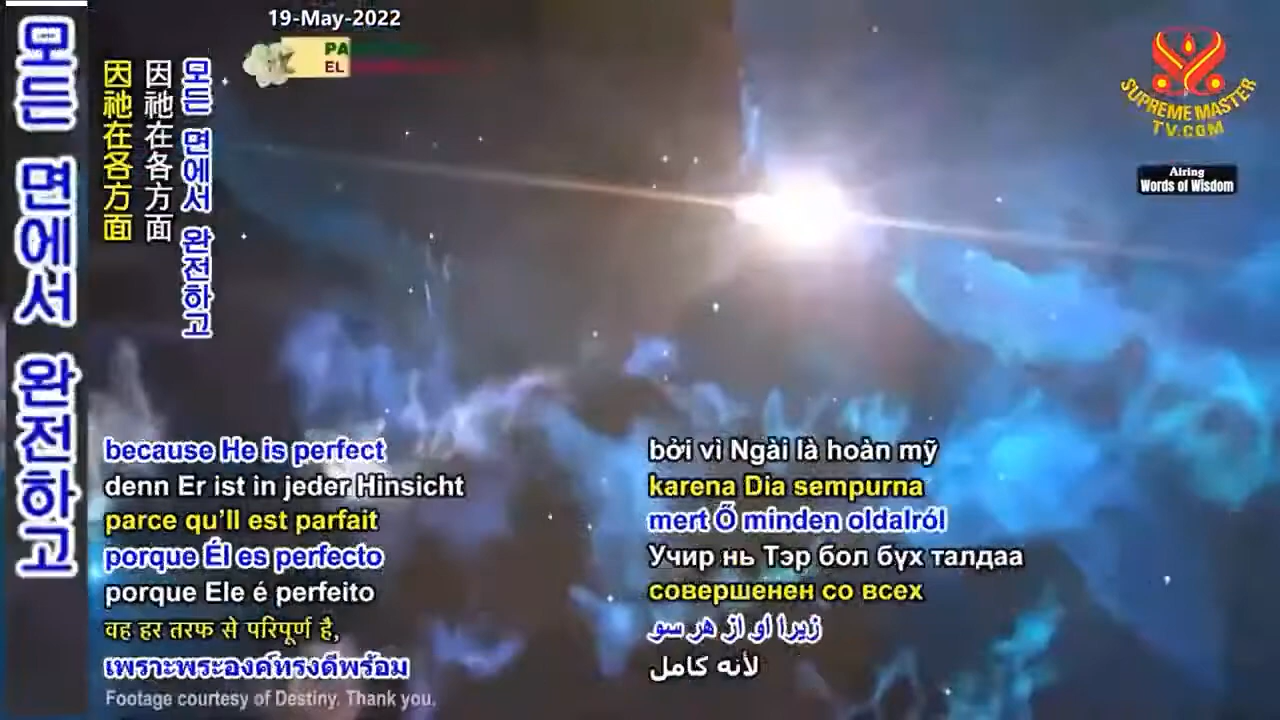 19-May-2022
PA
EL
SUPREME MASTER
TV.COM
Airing
Words of Wisdom
모든 면에서 완전하고
因祂在各方面
因祂在各方面
모든 면에서 완전하고
because He is perfect
denn Er ist in jeder Hinsicht
parce qu’Il est parfait
porque Él es perfecto
porque Ele é perfeito
वह हर तरफ से परिपूर्ण है,
เพราะพระองค์ทรงดีพร้อม
Footage courtesy of Destiny. Thank you.
bởi vì Ngài là hoàn mỹ
karena Dia sempurna
mert Ő minden oldalról
Учир нь Тэр бол бүх талдаа
совершенен со всех
زیرا او از هر سو
لأنه كامل